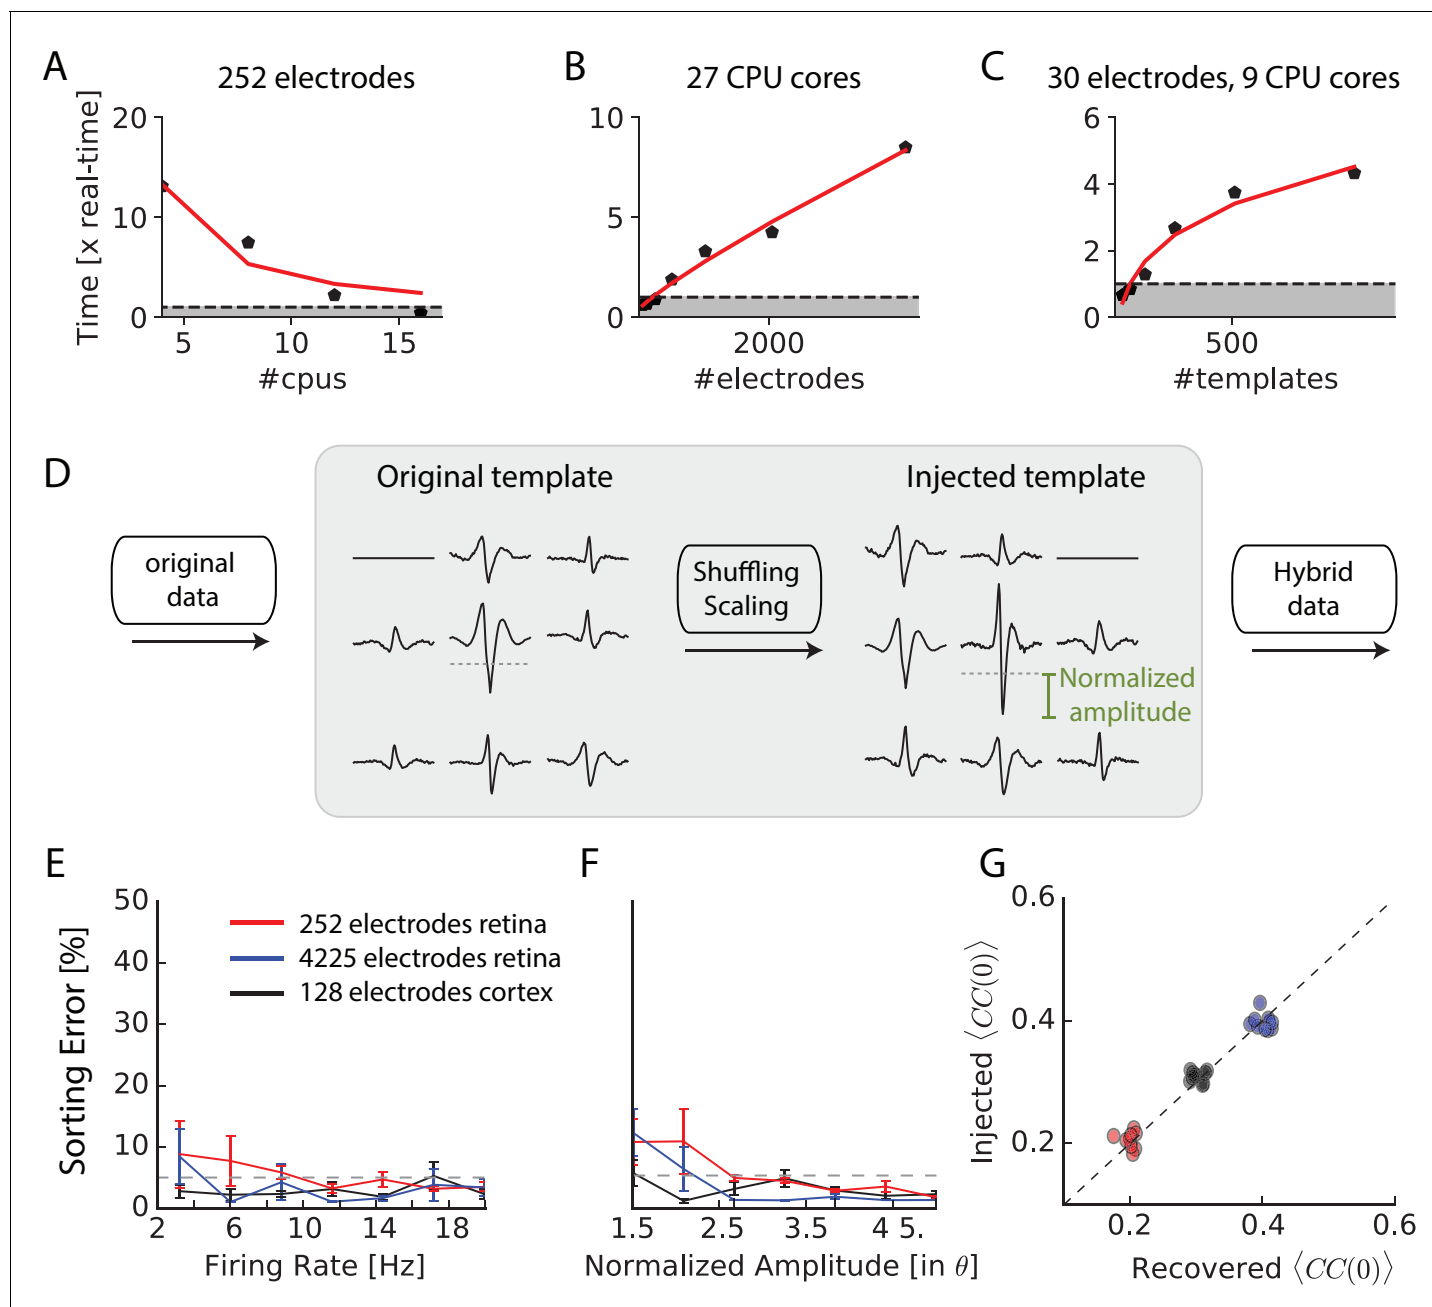 A
252 electrodes
Time [x real-time]
20
10
0
5
10
15
#cpus
B
27 CPU cores
10
5
0
2000
#electrodes
C
30 electrodes, 9 CPU cores
6
4
2
0
500
#templates
D
original
data
Original template
Shuffling
Scaling
Injected template
Normalized
amplitude
Hybrid
data
E
Sorting Error [%]
50
40
30
20
10
0
252 electrodes retina
4225 electrodes retina
128 electrodes cortex
2
6
10
14
18
Firing Rate [Hz]
F
1.5
2.5
3.5
4 5.
Normalized Amplitude [in θ]
G
Injected ⟨CC(0)⟩
0.6
0.4
0.2
0.2
0.4
0.6
Recovered ⟨CC(0)⟩